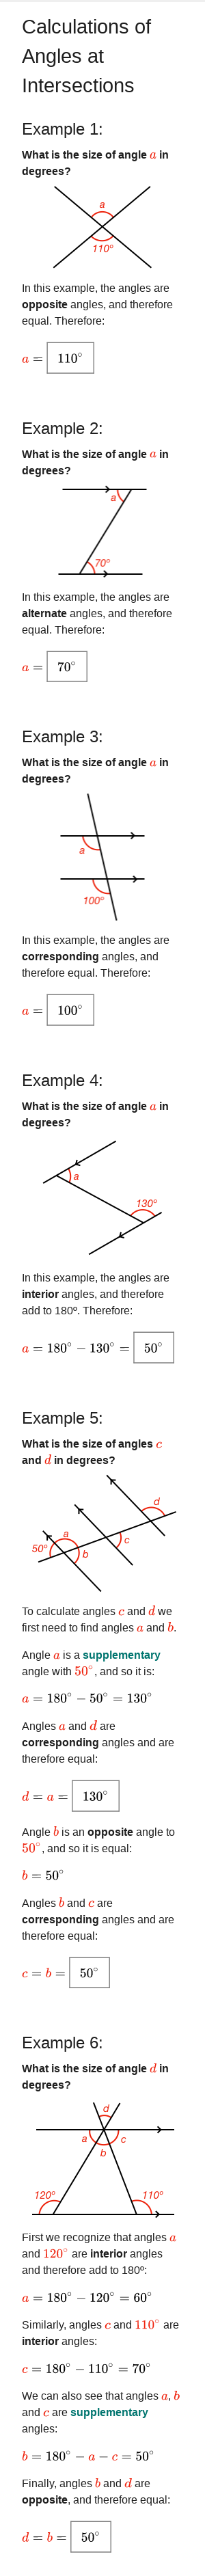 Calculations of
Angles at
Intersections
Example 1:
What is the size of angle a in
degrees?
a
110º
In this example, the angles are
opposite angles, and therefore
equal. Therefore:
a = 110°
Example 2:
What is the size of angle a in
degrees?
a
70º
In this example, the angles are
alternate angles, and therefore
equal. Therefore:
a = 70°
Example 3:
What is the size of angle a in
degrees?
a
100º
In this example, the angles are
corresponding angles, and
therefore equal. Therefore:
a = 100°
Example 4:
What is the size of angle a in
degrees?
a
130º
In this example, the angles are
interior angles, and therefore
add to 180º. Therefore:
a = 180° − 130° = 50°
Example 5:
What is the size of angles c
and d in degrees?
d
a
50º
c
b
To calculate angles c and d we
first need to find angles a and b.
Angle a is a supplementary
angle with 50°, and so it is:
a = 180° − 50° = 130°
Angles a and d are
corresponding angles and are
therefore equal:
d = a = 130°
Angle b is an opposite angle to
50°, and so it is equal:
b = 50°
Angles b and c are
corresponding angles and are
therefore equal:
c = b = 50°
Example 6:
What is the size of angle d in
degrees?
d
a
c
b
120º
110º
First we recognize that angles a
and 120° are interior angles
and therefore add to 180º:
a = 180° − 120° = 60°
Similarly, angles c and 110° are
interior angles:
c = 180° − 110° = 70°
We can also see that angles a, b
and c are supplementary
angles:
b = 180° − a − c = 50°
Finally, angles b and d are
opposite, and therefore equal:
d = b = 50°